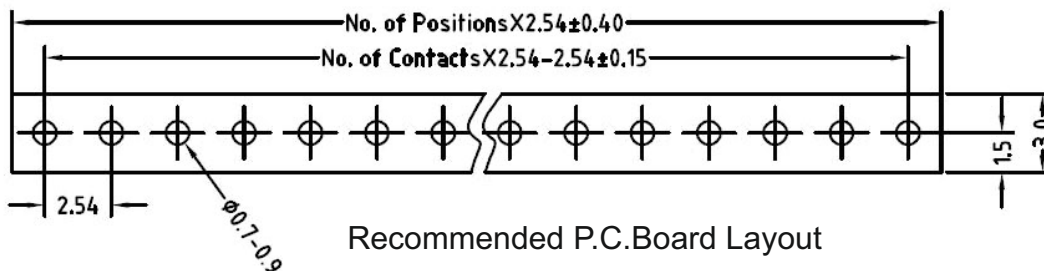 No. of PositionsX2.54±0.40
No. of ContactsX2.54-2.54±0.15
1.5
3.0
2.54
ø0.7-0.9
Recommended P.C.Board Layout